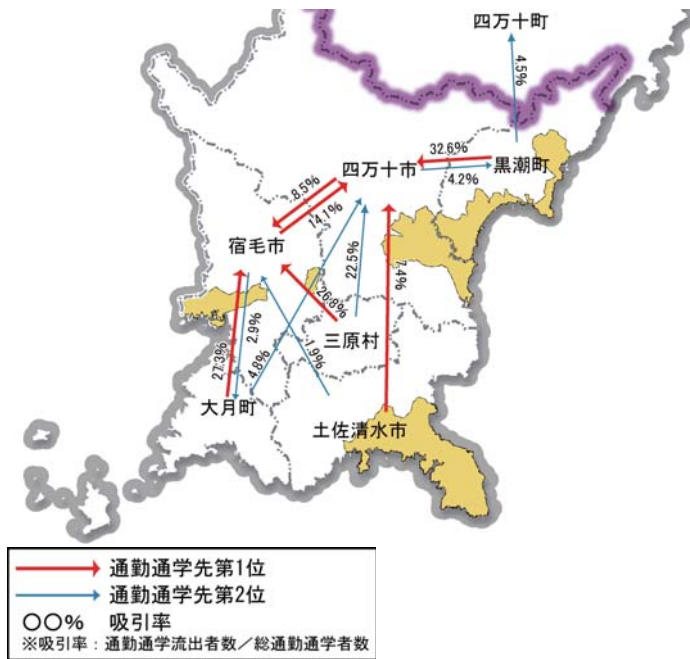 四万十町
4.5%
32.6%
四万十市
黒潮町
4.2%
8.5%
14.1%
宿毛市
22.5%
7.4%
26.8%
2.9%
三原村
27.3%
4.8%
1.9%
大月町
土佐清水市
通勤通学先第1位
通勤通学先第2位
○○% 吸引率
※吸引率：通勤通学流出者数／総通勤通学者数